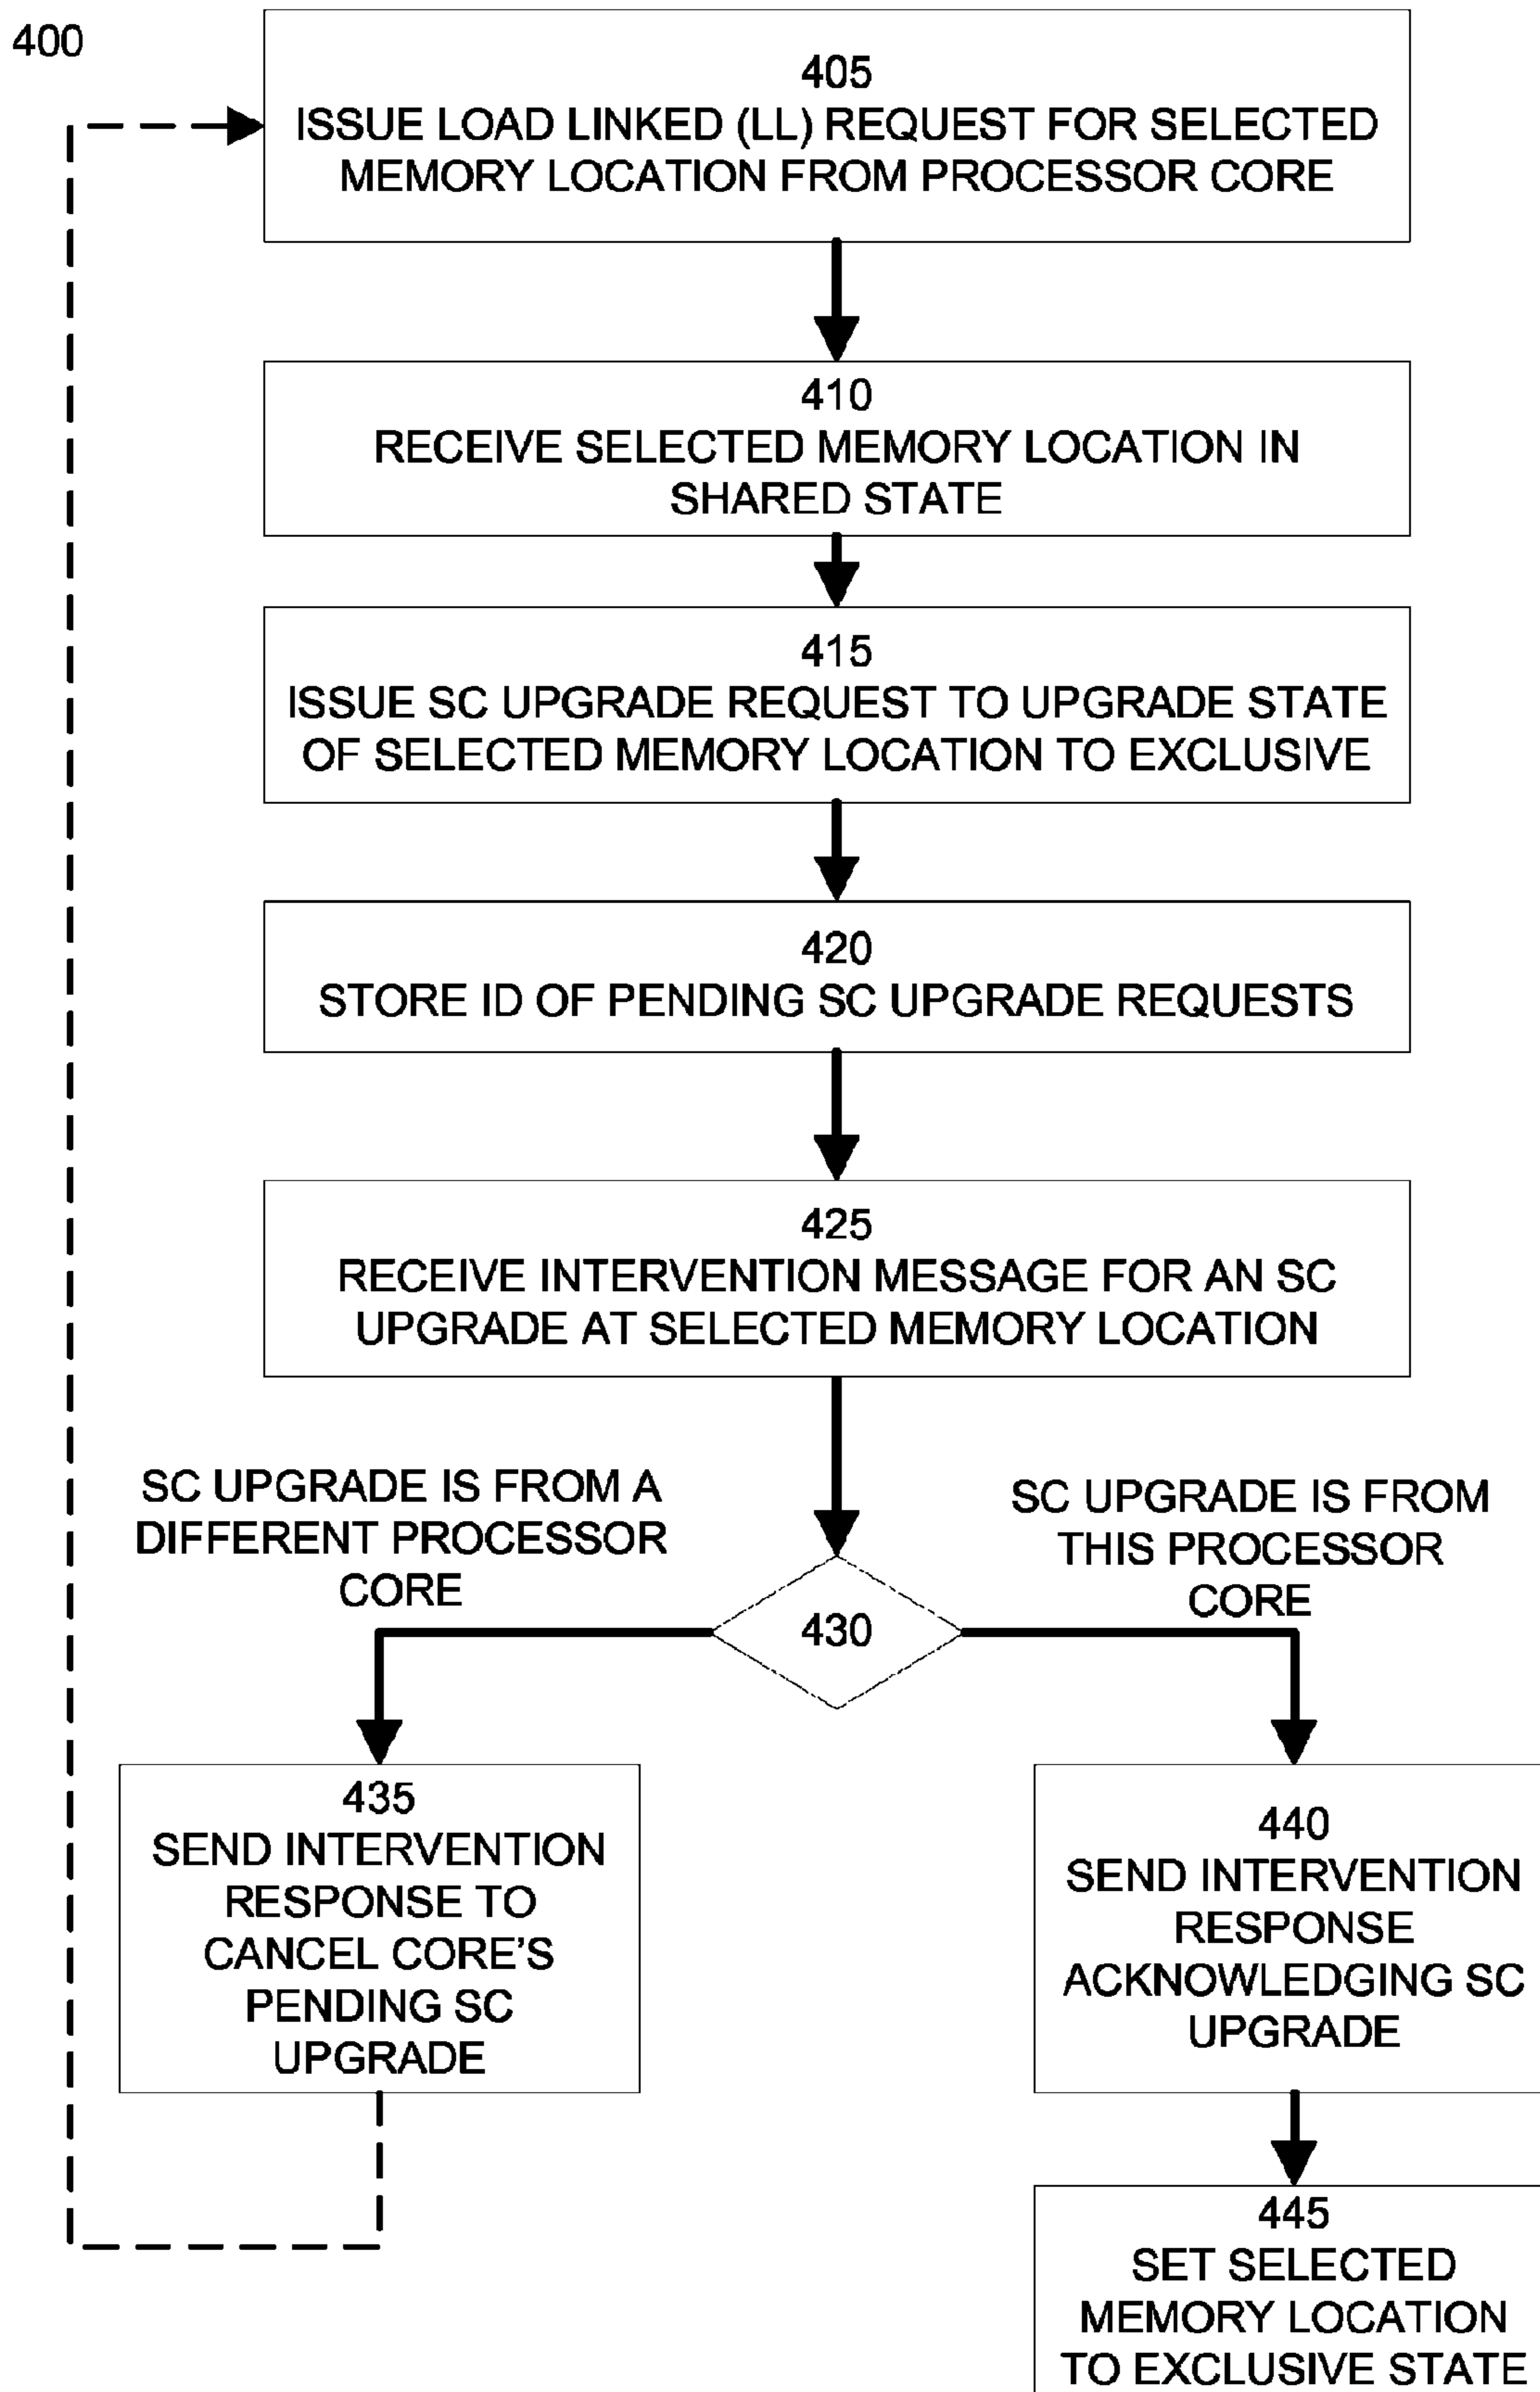 400
405
ISSUE LOAD LINKED (LL) REQUEST FOR SELECTED
MEMORY LOCATION FROM PROCESSOR CORE
410
RECEIVE SELECTED MEMORY LOCATION IN
SHARED STATE
415
ISSUE SC UPGRADE REQUEST TO UPGRADE STATE
OF SELECTED MEMORY LOCATION TO EXCLUSIVE
420
STORE ID OF PENDING SC UPGRADE REQUESTS
425
RECEIVE INTERVENTION MESSAGE FOR AN SC
UPGRADE AT SELECTED MEMORY LOCATION
SC UPGRADE IS FROM A
DIFFERENT PROCESSOR
CORE
SC UPGRADE IS FROM
THIS PROCESSOR
CORE
430
435
SEND INTERVENTION
RESPONSE TO
CANCEL CORE'S
PENDING SC
UPGRADE
440
SEND INTERVENTION
RESPONSE
ACKNOWLEDGING SC
UPGRADE
445
SET SELECTED
MEMORY LOCATION
TO EXCLUSIVE STATE